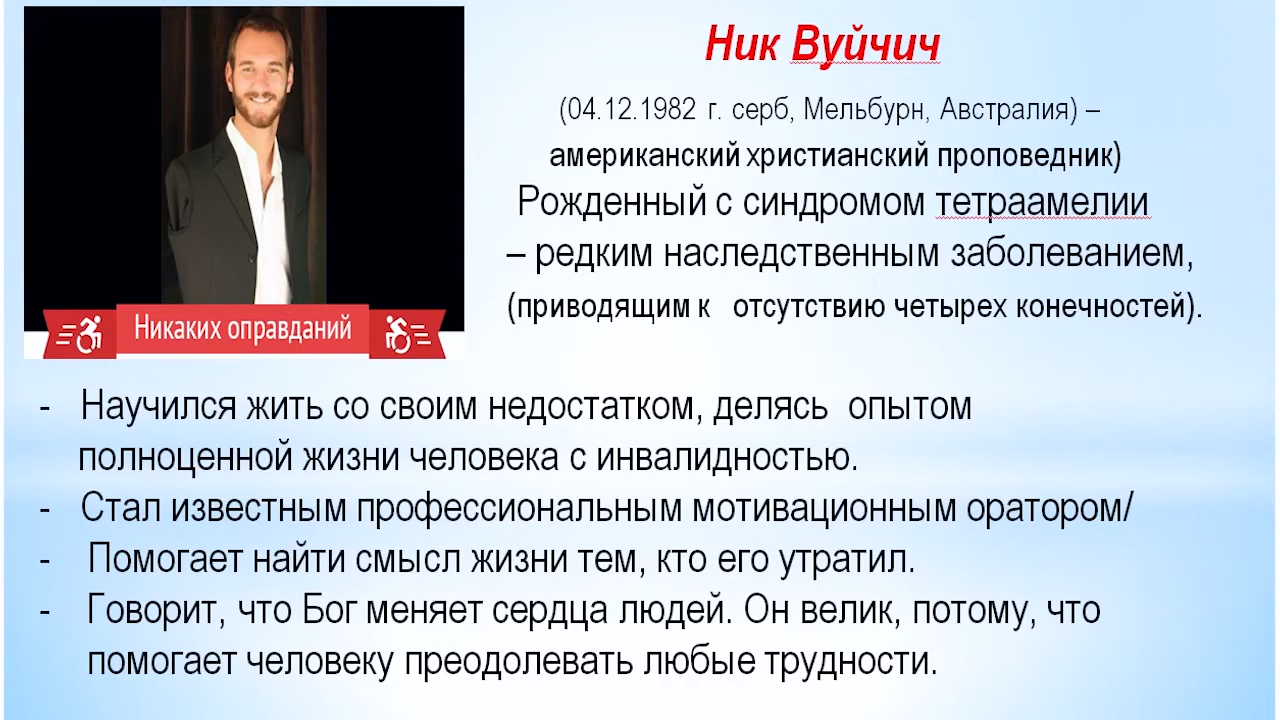 Ник Вуйчич
(04.12.1982 г. серб, Мельбурн, Австралия) –
американский христианский проповедник)
Рожденный с синдромом тетраамелии
– редким наследственным заболеванием,
(приводящим к отсутствию четырех конечностей).
Никаких оправданий
- Научился жить со своим недостатком, делясь опытом
полноценной жизни человека с инвалидностью.
- Стал известным профессиональным мотивационным оратором/
- Помогает найти смысл жизни тем, кто его утратил.
- Говорит, что Бог меняет сердца людей. Он велик, потому, что
помогает человеку преодолевать любые трудности.